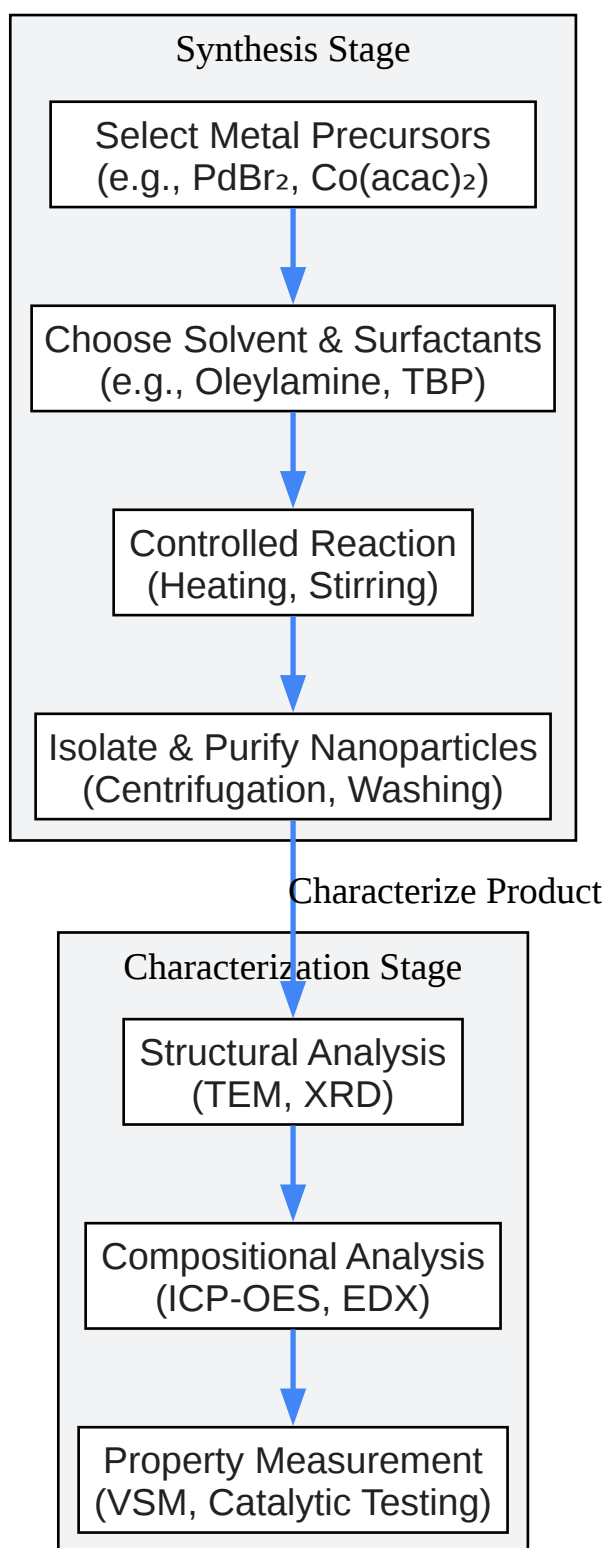 Synthesis Stage
Select Metal Precursors
(e.g., PdBr₂, Co(acac)₂)
Choose Solvent & Surfactants
(e.g., Oleylamine, TBP)
Controlled Reaction
(Heating, Stirring)
Isolate & Purify Nanoparticles
(Centrifugation, Washing)
Characterize Product
Characterization Stage
Structural Analysis
(TEM, XRD)
Compositional Analysis
(ICP-OES, EDX)
Property Measurement
(VSM, Catalytic Testing)